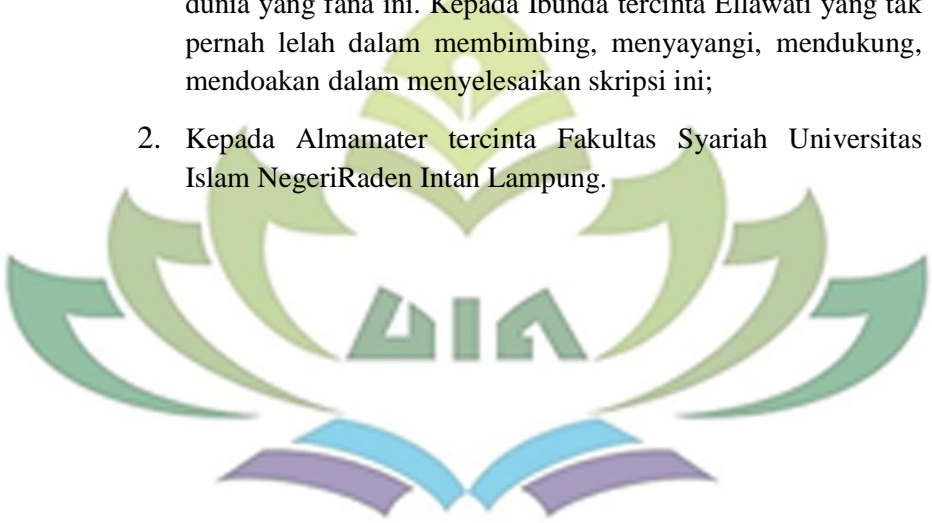 dunia yang fana ini. Kepada Ibunda tercinta Ellawati yang tak
pernah lelah dalam membimbing, menyayangi, mendukung,
mendoakan dalam menyelesaikan skripsi ini;
2. Kepada Almamater tercinta Fakultas Syariah Universitas
Islam NegeriRaden Intan Lampung.
UIN